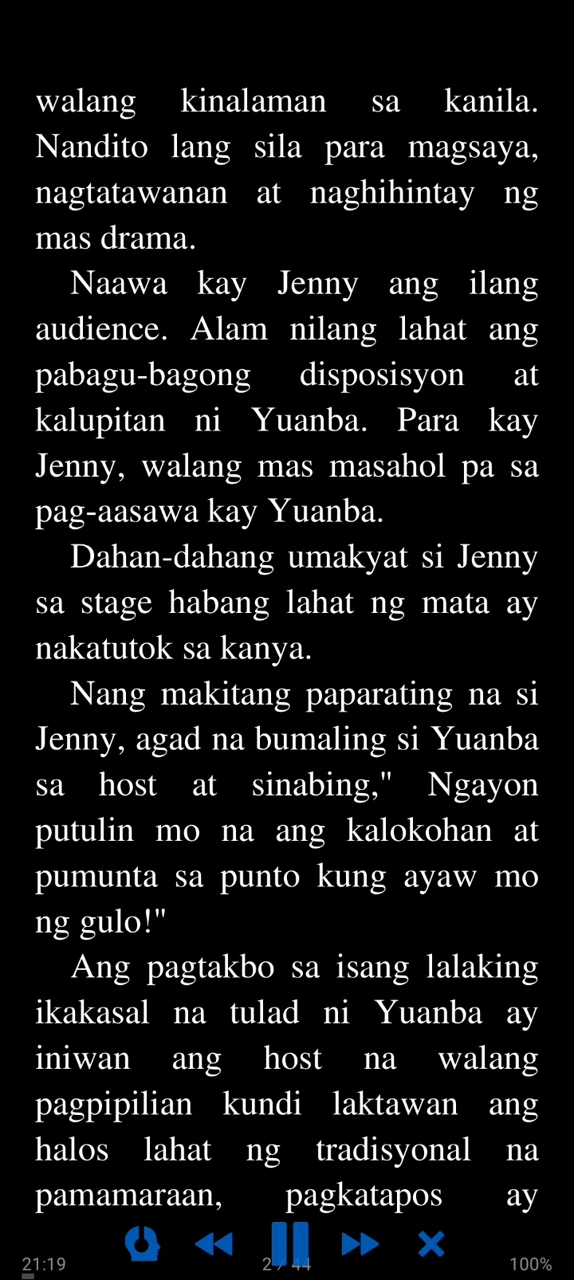 walang kinalaman sa kanila.
Nandito lang sila para magsaya,
nagtatawanan at naghihintay ng
mas drama.
Naawa kay Jenny ang ilang
audience. Alam nilang lahat ang
pabagu-bagong disposisyon at
kalupitan ni Yuanba. Para kay
Jenny, walang mas masahol pa sa
pag-aasawa kay Yuanba.
Dahan-dahang umakyat si Jenny
sa stage habang lahat ng mata ay
nakatutok sa kanya.
Nang makitang paparating na si
Jenny, agad na bumaling si Yuanba
sa host at sinabing," Ngayon
putulin mo na ang kalokohan at
pumunta sa punto kung ayaw mo
ng gulo!"
Ang pagtakbo sa isang lalaking
ikakasal na tulad ni Yuanba ay
iniwan ang host na walang
pagpipilian kundi laktawan ang
halos lahat ng tradisyonal na
pamamaraan, pagkatapos ay
21:19 2 / 44 100%